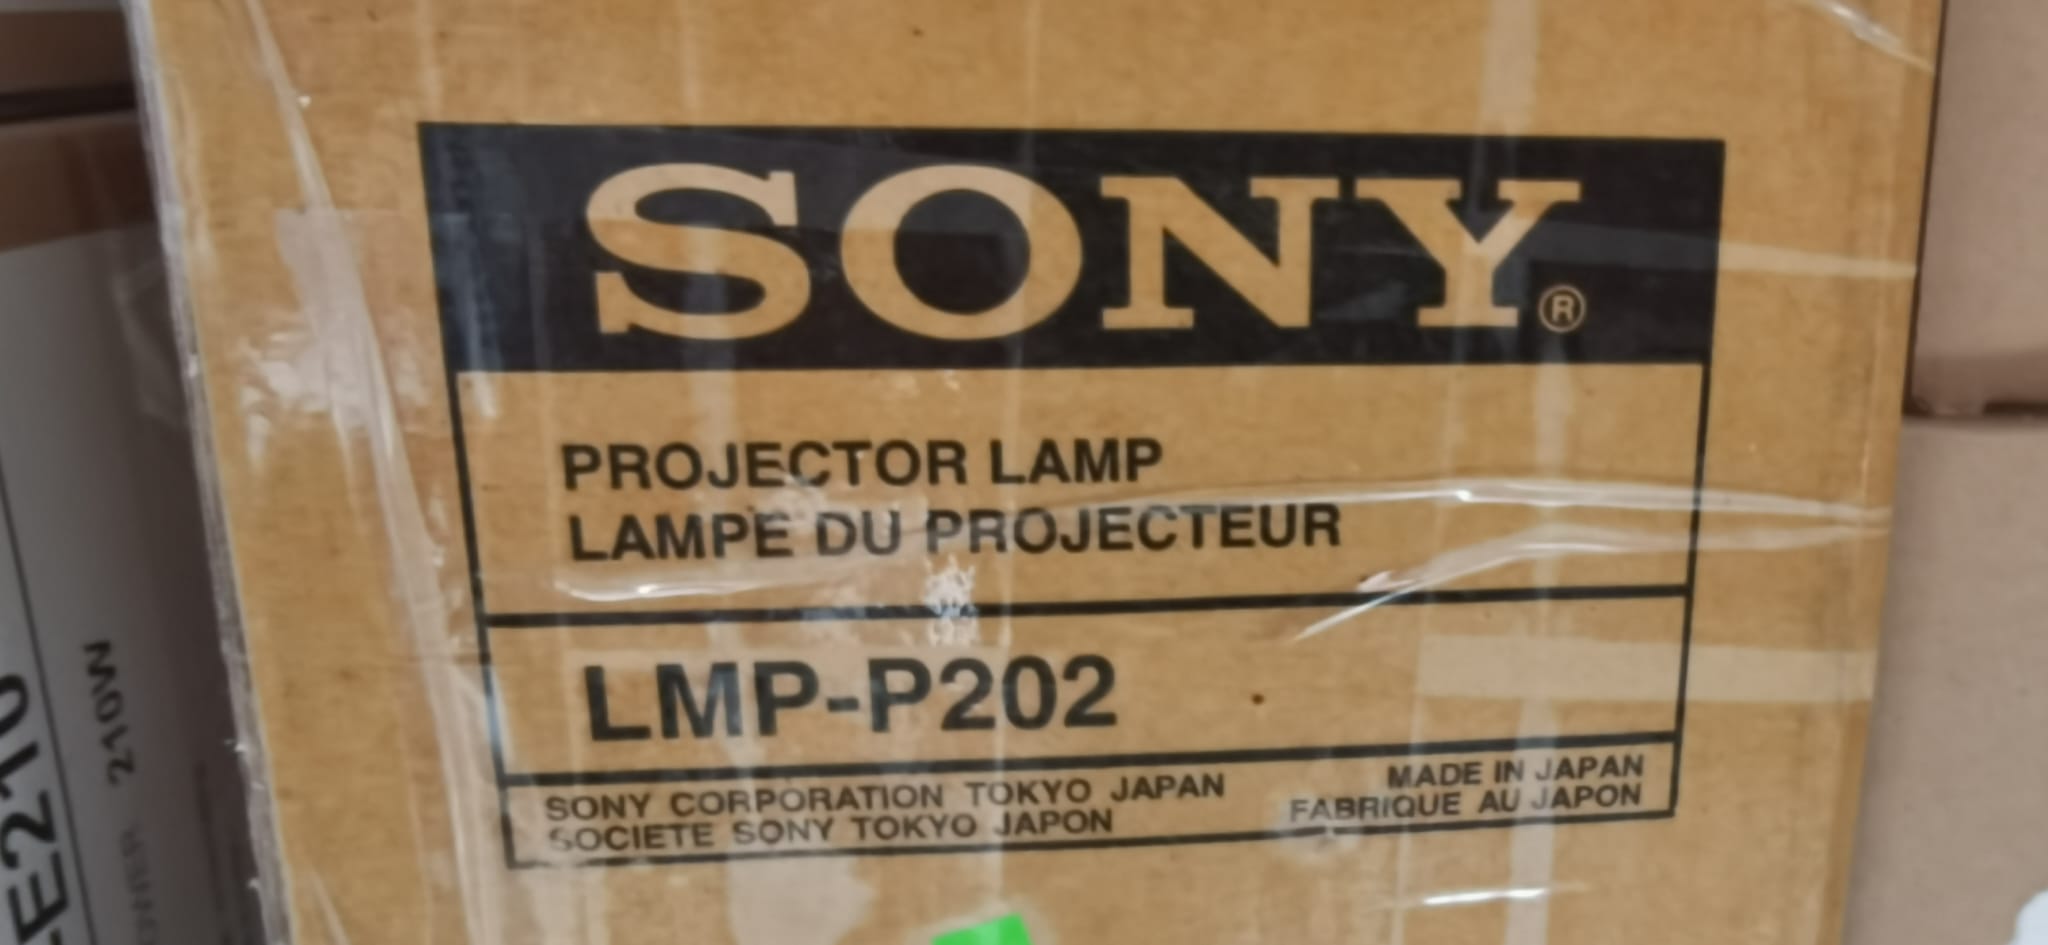 SONY®
PROJECTOR LAMP
LAMPE DU PROJECTEUR
LMP-P202
SONY CORPORATION TOKYO JAPAN
SOCIETE SONY TOKYO JAPON
MADE IN JAPAN
FABRIQUE AU JAPON
210W